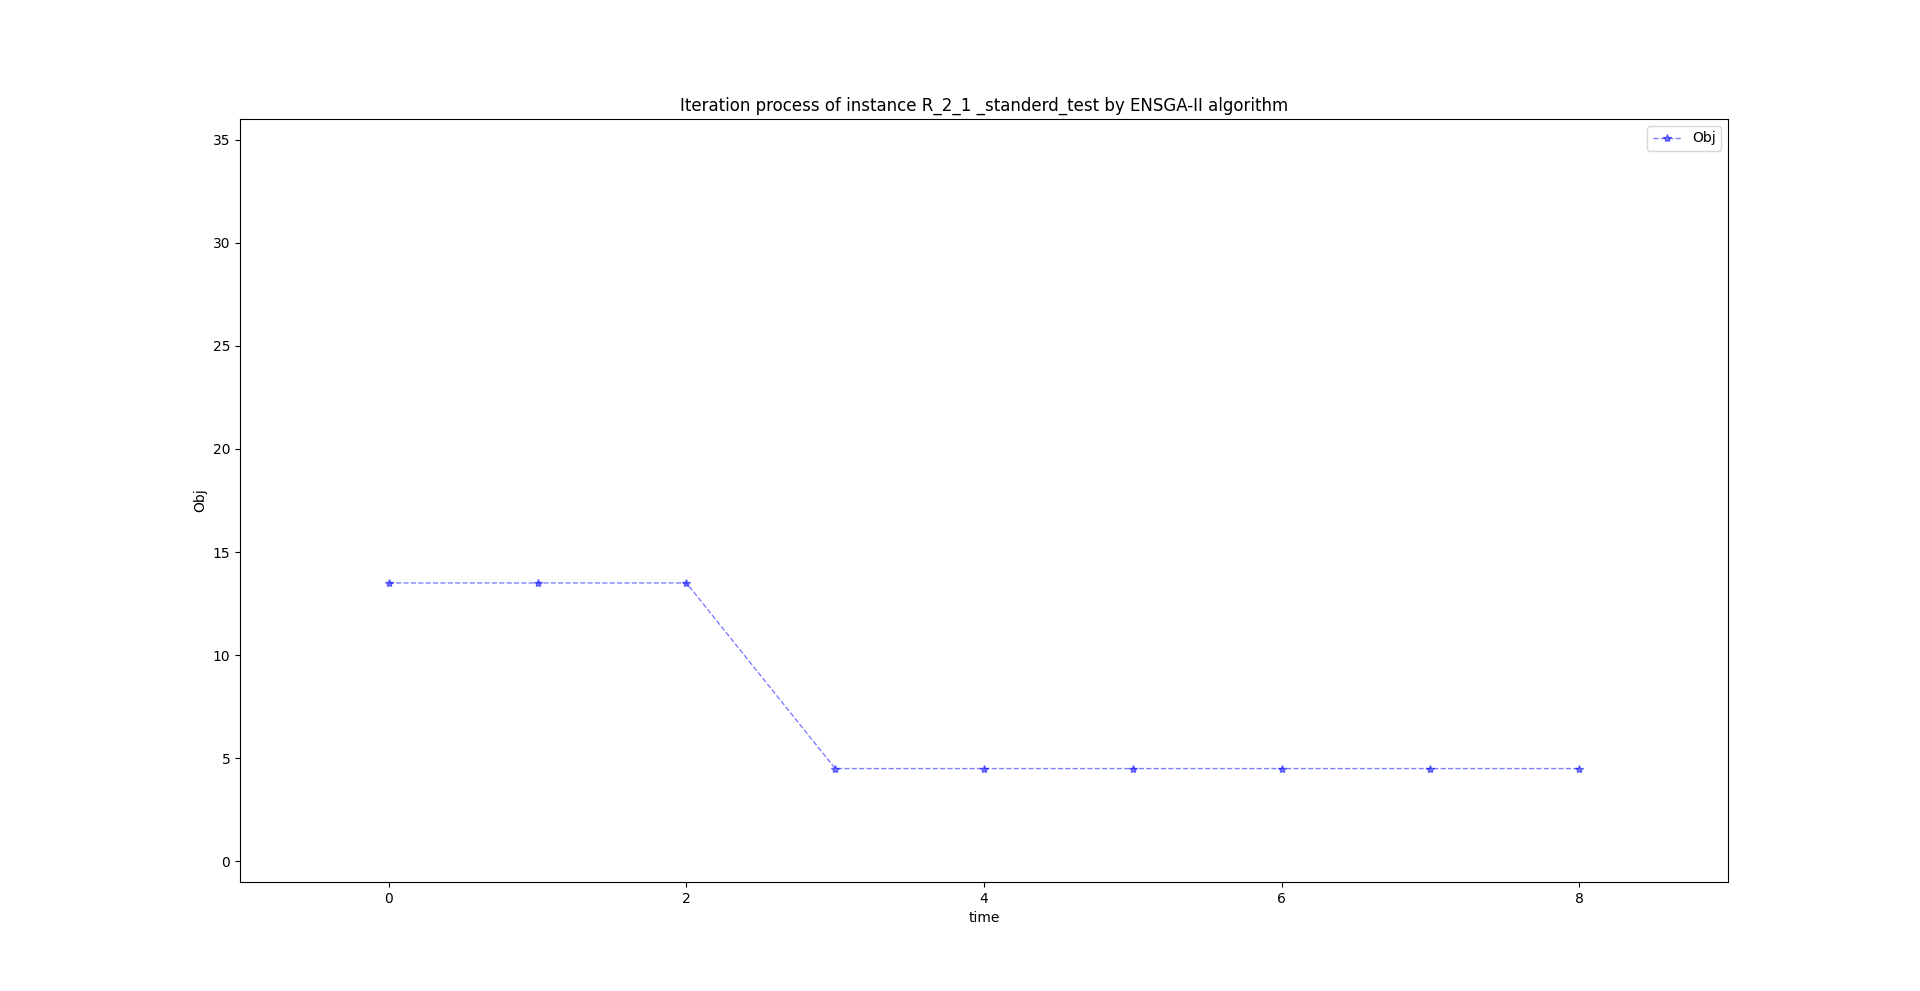 Iteration process of instance R_2_1 _standerd_test by ENSGA-II algorithm
Obj
35
30
25
20
15
10
5
0
Obj
0 2 4 6 8
time